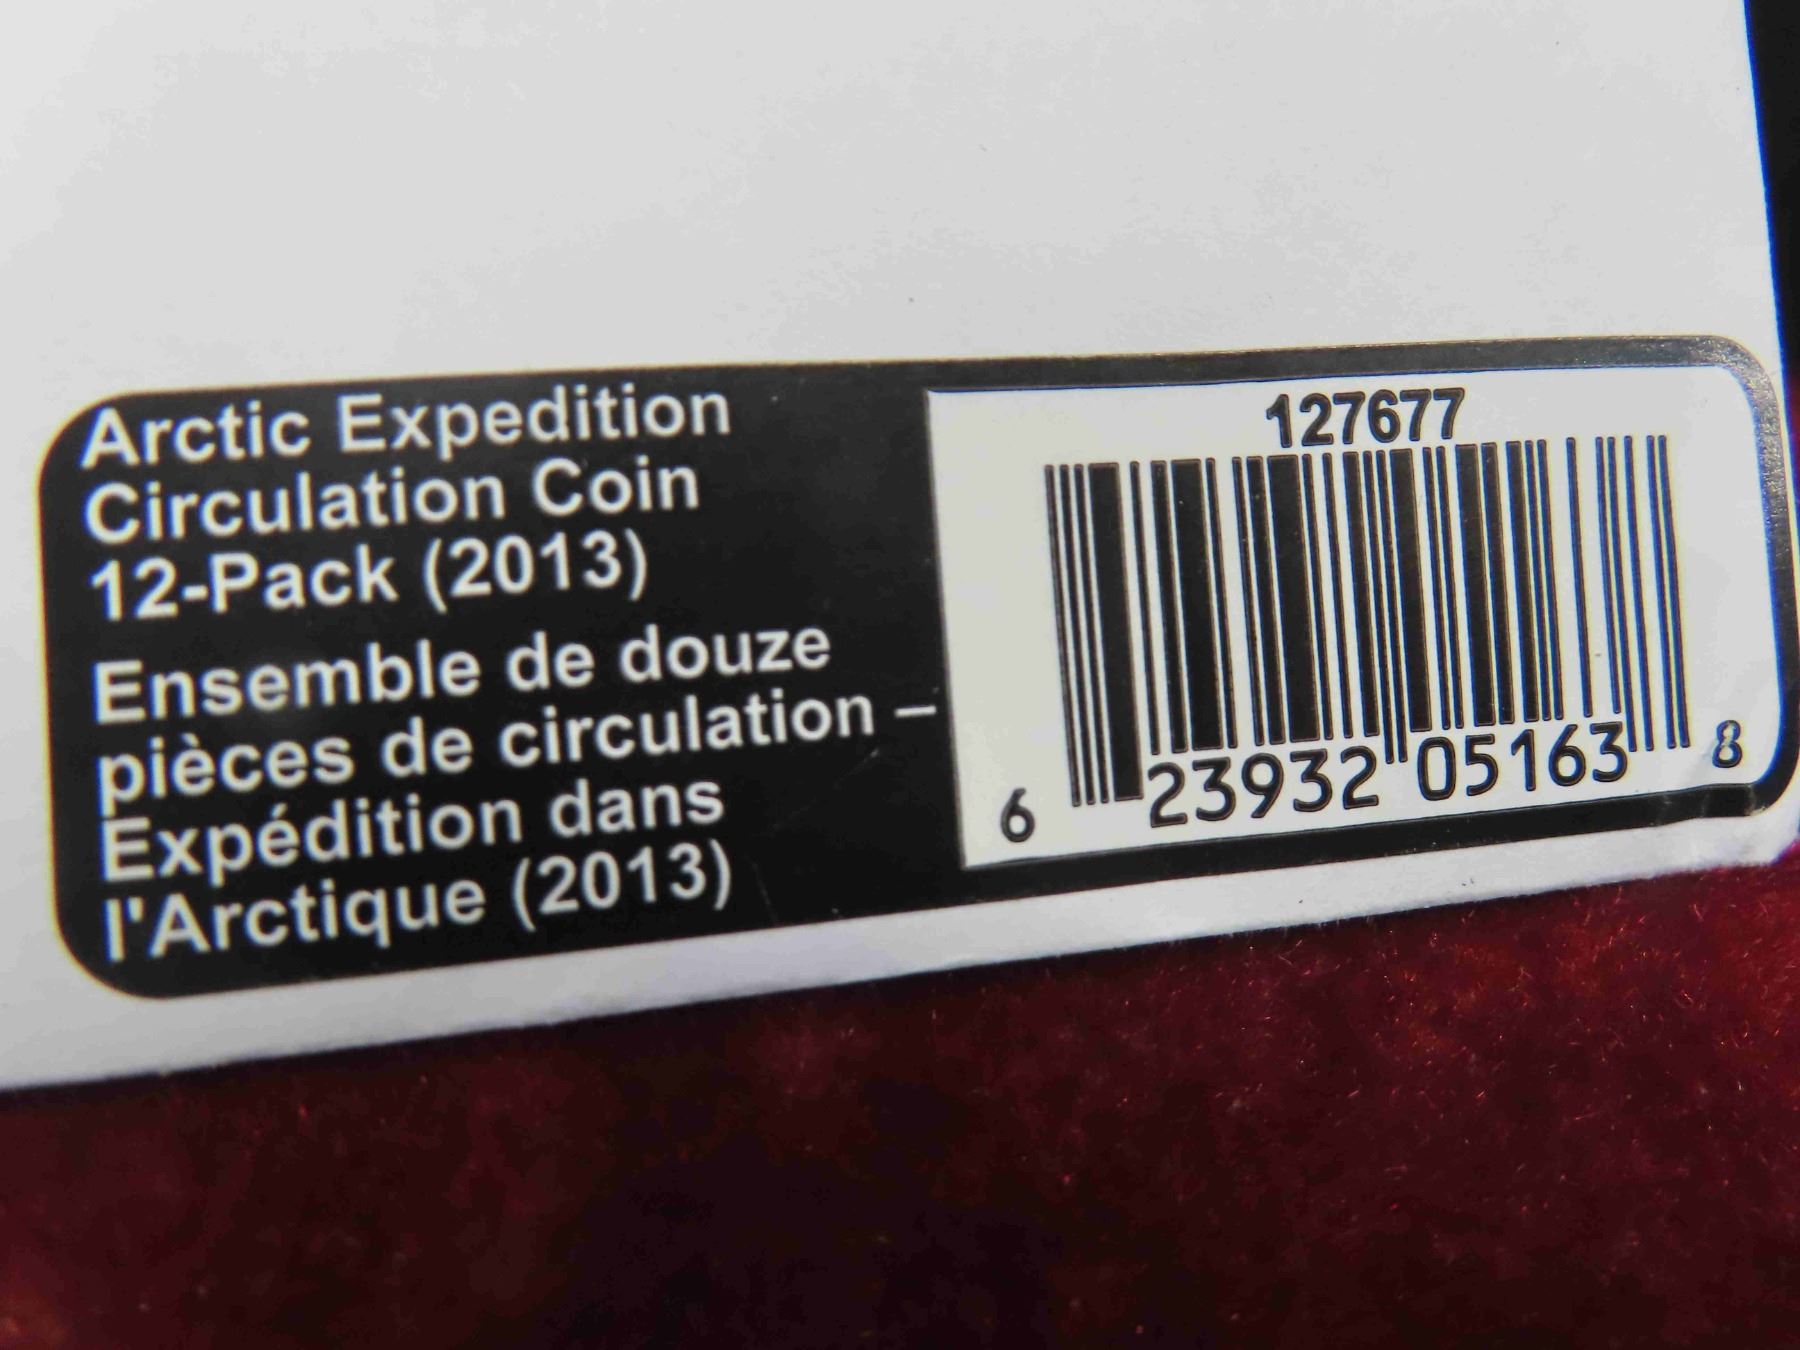 Arctic Expedition
Circulation Coin
12-Pack (2013)
Ensemble de douze
pièces de circulation –
Expédition dans
l'Arctique (2013)
127677
6 23932 05163 8